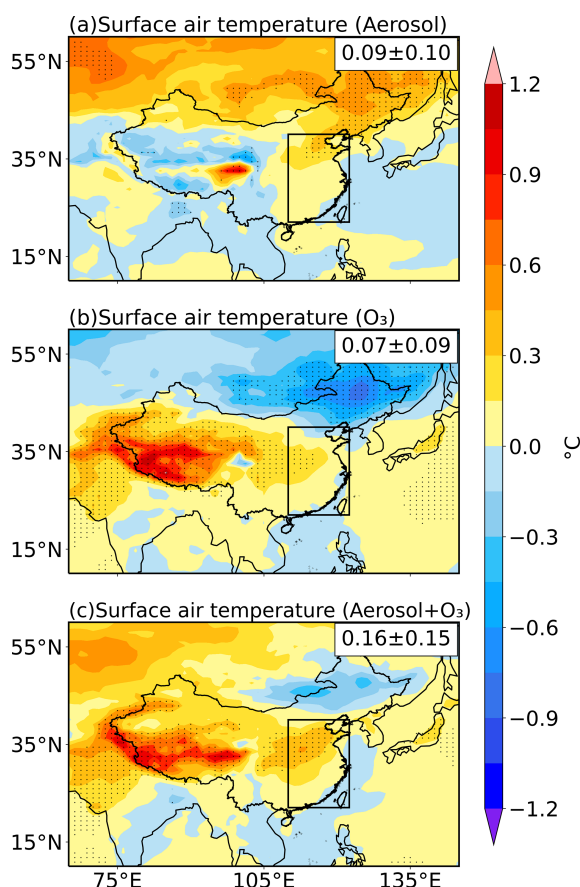 (a)Surface air temperature (Aerosol)
0.09±0.10
55°N
35°N
15°N
(b)Surface air temperature (O₃)
0.07±0.09
55°N
35°N
15°N
(c)Surface air temperature (Aerosol+O₃)
0.16±0.15
55°N
35°N
15°N
75°E
105°E
135°E
1.2
0.9
0.6
0.3
0.0
−0.3
−0.6
−0.9
−1.2
°C